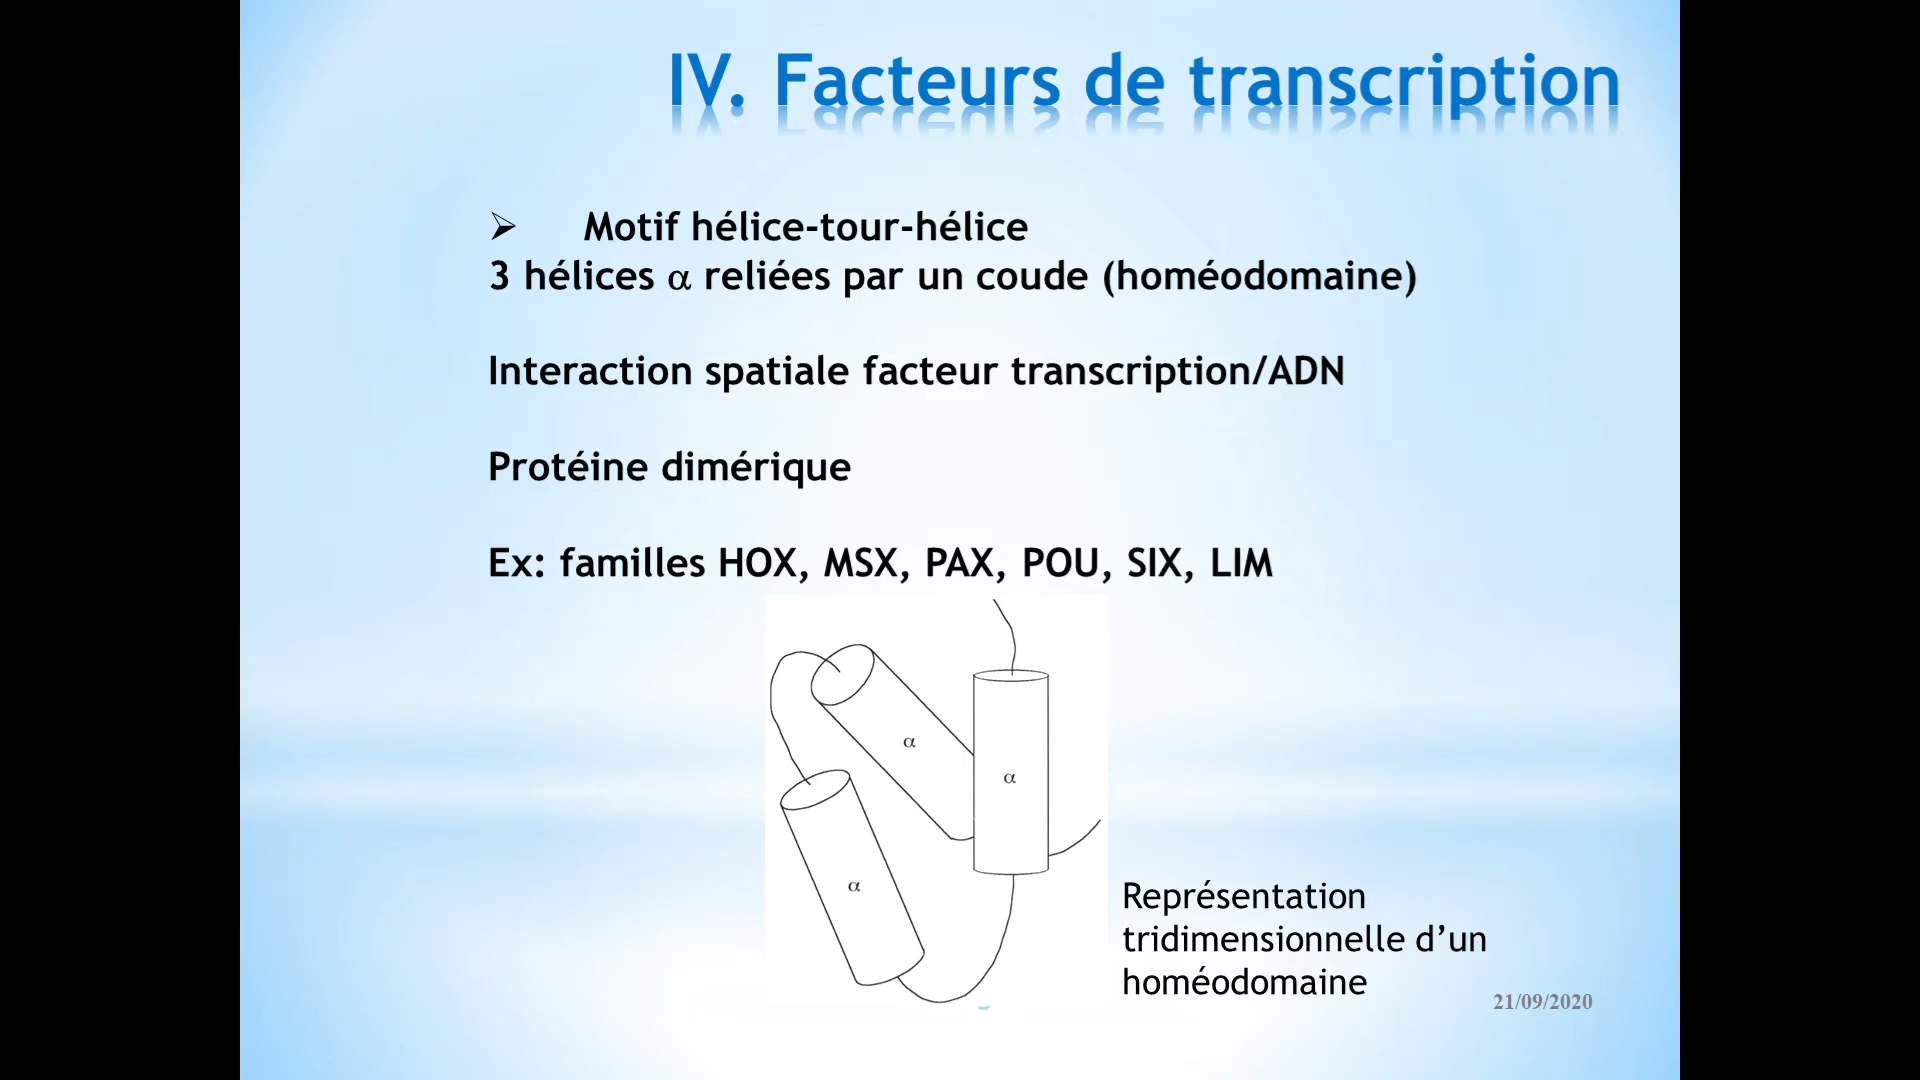 IV. Facteurs de transcription
➢ Motif hélice-tour-hélice
3 hélices α reliées par un coude (homéodomaine)
Interaction spatiale facteur transcription/ADN
Protéine dimérique
Ex: familles HOX, MSX, PAX, POU, SIX, LIM
α
α
α
Représentation
tridimensionnelle d’un
homéodomaine
21/09/2020